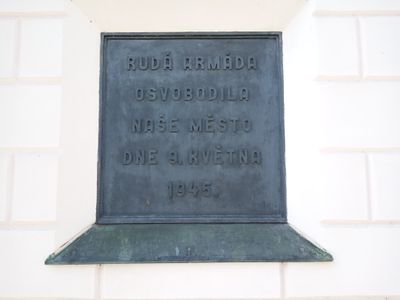 RUDÁ ARMÁDA
OSVOBODILA
NAŠE MĚSTO
DNE 9. KVĚTNA
1945.